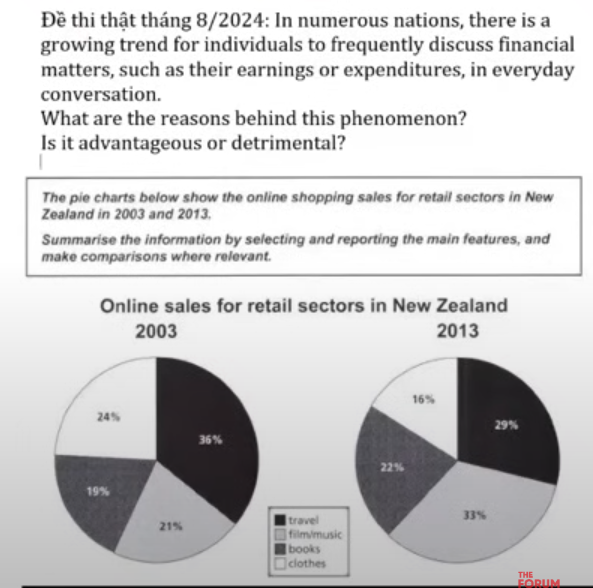 Đề thi thật tháng 8/2024: In numerous nations, there is a
growing trend for individuals to frequently discuss financial
matters, such as their earnings or expenditures, in everyday
conversation.
What are the reasons behind this phenomenon?
Is it advantageous or detrimental?
The pie charts below show the online shopping sales for retail sectors in New
Zealand in 2003 and 2013.
Summarise the information by selecting and reporting the main features, and
make comparisons where relevant.
Online sales for retail sectors in New Zealand
2003
2013
24%
36%
19%
21%
16%
29%
22%
33%
travel
film/music
books
clothes
THE
FORUM